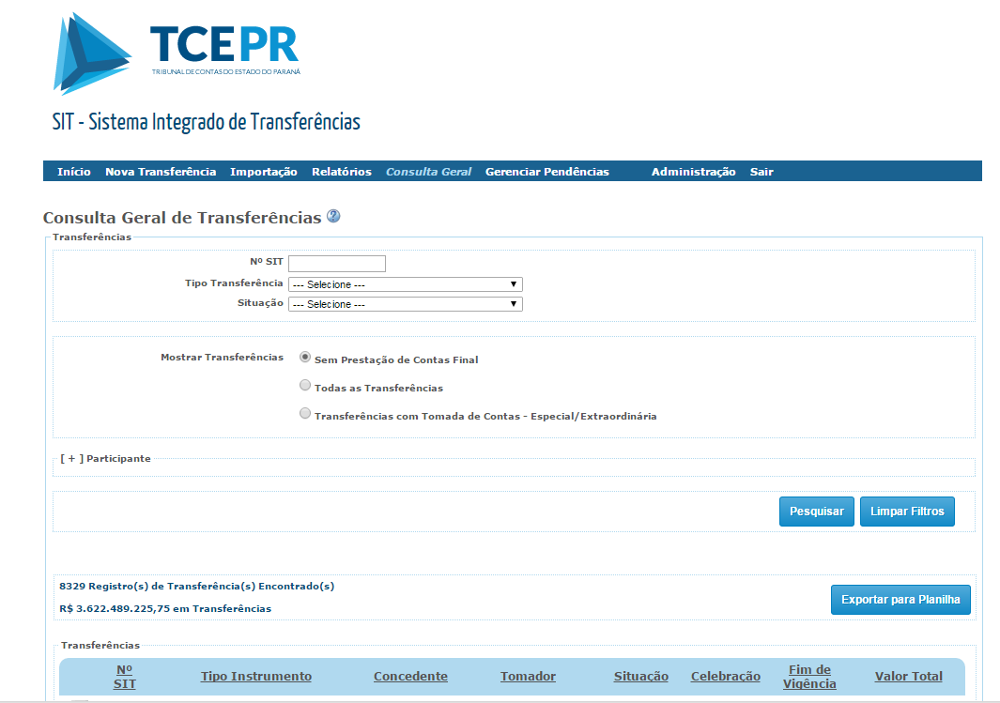 TCEPR
TRIBUNAL DE CONTAS DO ESTADO DO PARANÁ
SIT - Sistema Integrado de Transferências
Início Nova Transferência Importação Relatórios Consulta Geral Gerenciar Pendências Administração Sair
Consulta Geral de Transferências ?
Transferências
Nº SIT
Tipo Transferência --- Selecione ---
Situação --- Selecione ---
Mostrar Transferências Sem Prestação de Contas Final
Todas as Transferências
Transferências com Tomada de Contas - Especial/Extraordinária
[ + ] Participante
Pesquisar Limpar Filtros
8329 Registro(s) de Transferência(s) Encontrado(s)
R$ 3.622.489.225,75 em Transferências
Exportar para Planilha
Transferências
Nº SIT Tipo Instrumento Concedente Tomador Situação Celebração Fim de Vigência Valor Total